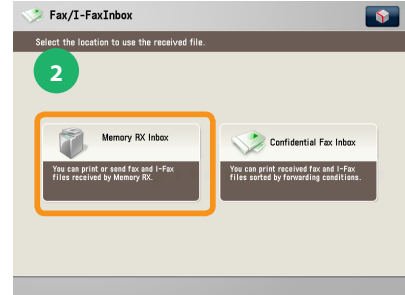 Fax/I-FaxInbox
Select the location to use the received file.
2
Memory RX Inbox
You can print or send fax and I-Fax
files received by Memory RX.
Confidential Fax Inbox
You can print received fax and I-Fax
files sorted by forwarding conditions.